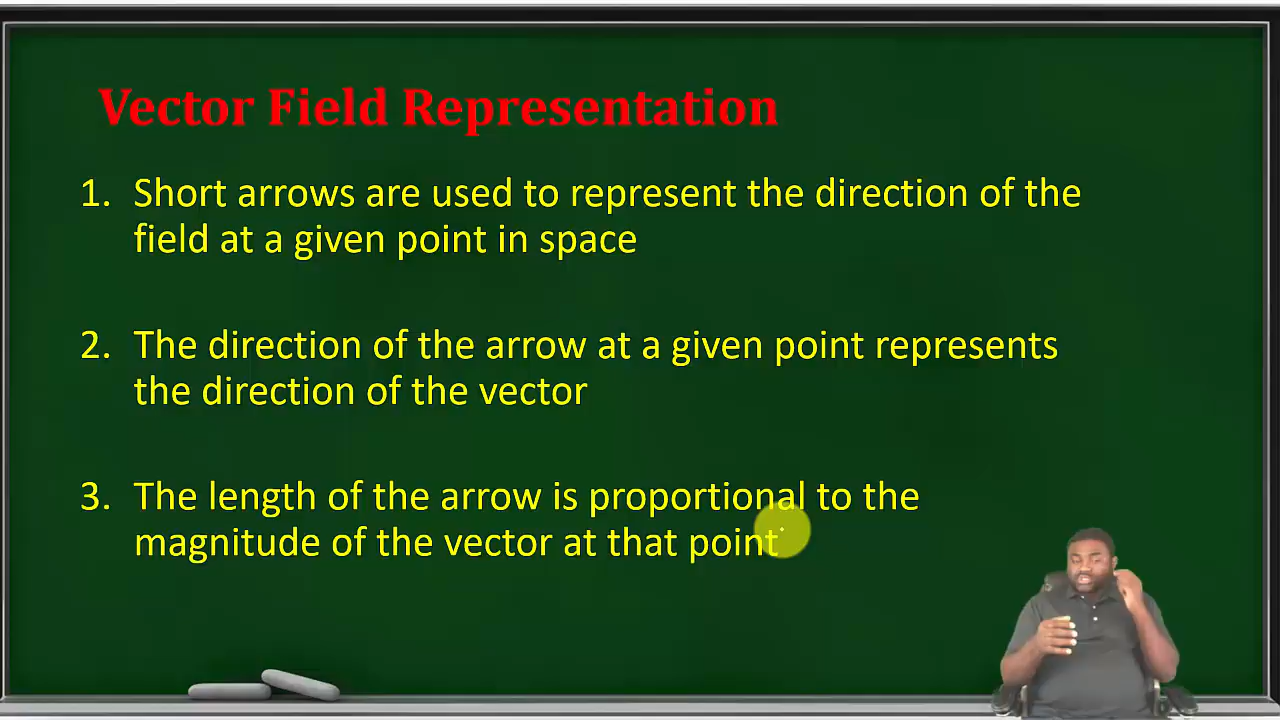 Vector Field Representation
1. Short arrows are used to represent the direction of the
field at a given point in space
2. The direction of the arrow at a given point represents
the direction of the vector
3. The length of the arrow is proportional to the
magnitude of the vector at that point